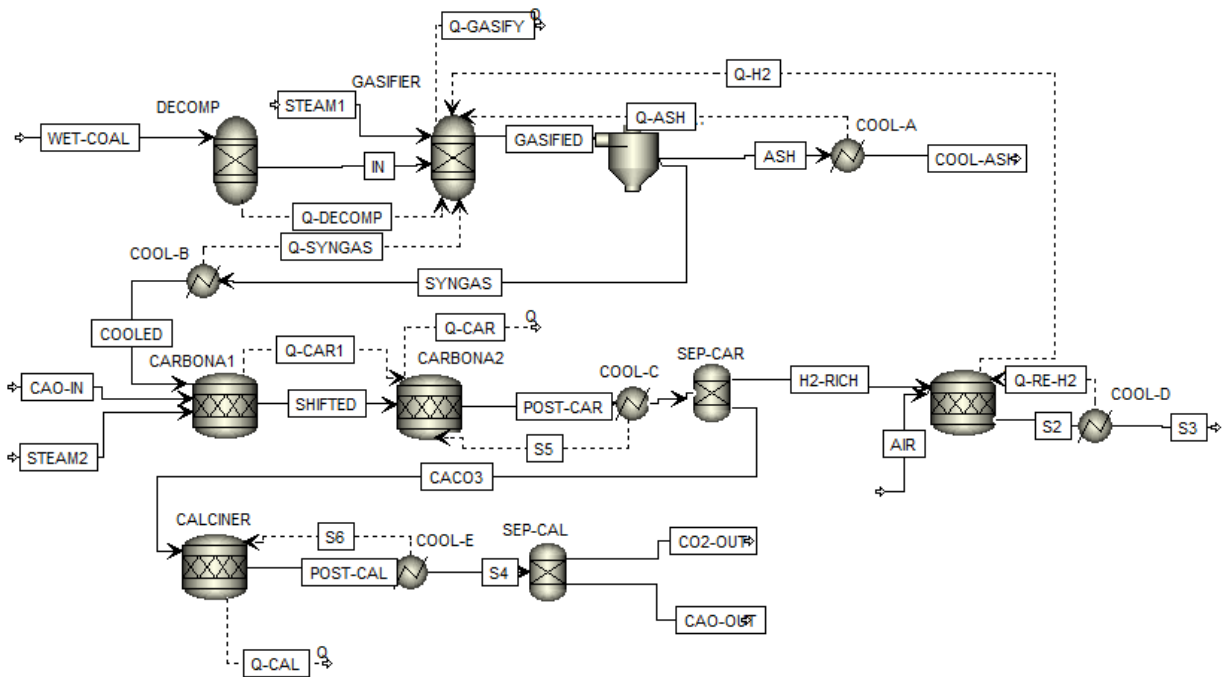 Q
Q-GASIFY
Q-H2
GASIFIER
DECOMP
STEAM1
Q-ASH
COOL-A
WET-COAL
GASIFIED
IN
ASH
COOL-ASH
Q-DECOMP
Q-SYNGAS
COOL-B
SYNGAS
COOLED
Q
Q-CAR
Q-CAR1
CARBONA1
CARBONA2
SEP-CAR
COOL-C
H2-RICH
Q-RE-H2
COOL-D
CAO-IN
SHIFTED
POST-CAR
S2
S3
S5
AIR
STEAM2
CACO3
CALCINER
S6
COOL-E
SEP-CAL
CO2-OUT
POST-CAL
S4
CAO-OUT
Q
Q-CAL